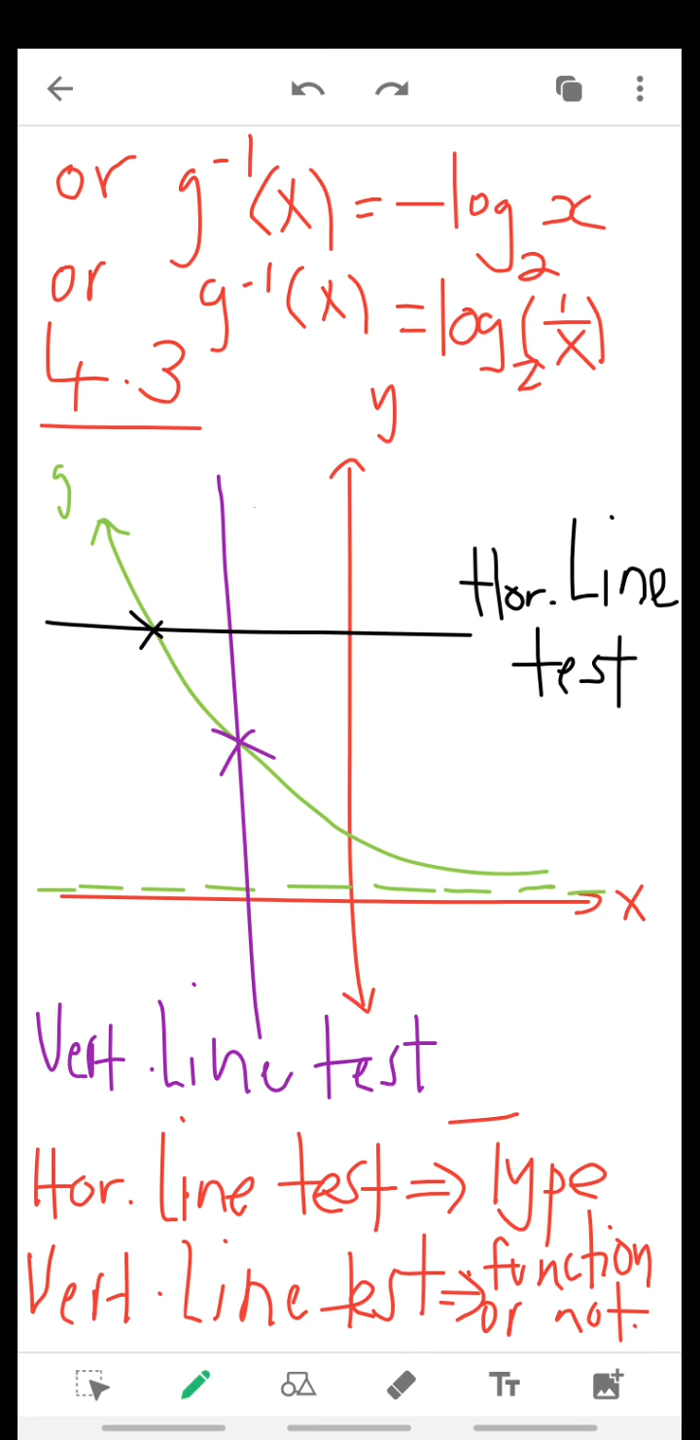 or g⁻¹(x) = -log₂ x
or g⁻¹(x) = log₂(1/x)
4.3
y
g
Hor. Line
test
x
Vert. Line test
Hor. Line test ⇒ Type
Vert. Line test ⇒ function
or not.
Tт